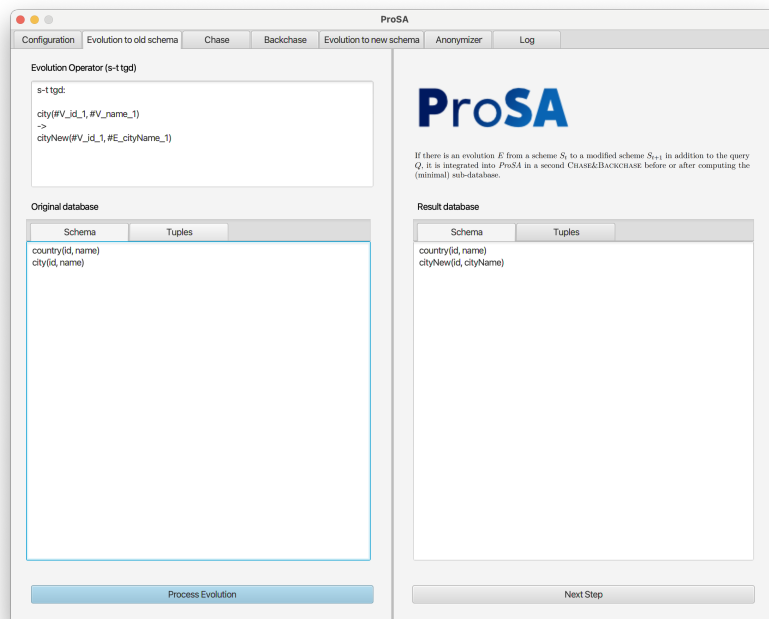 ProSA
Configuration
Evolution to old schema
Chase
Backchase
Evolution to new schema
Anonymizer
Log
Evolution Operator (s-t tgd)
s-t tgd:
city(#V_id_1, #V_name_1)
->
cityNew(#V_id_1, #E_cityName_1)
Original database
Schema
Tuples
country(id, name)
city(id, name)
Process Evolution
ProSA
If there is an evolution E from a scheme St to a modified scheme St+1 in addition to the query
Q, it is integrated into ProSA in a second CHASE&BACKCHASE before or after computing the
(minimal) sub-database.
Result database
Schema
Tuples
country(id, name)
cityNew(id, cityName)
Next Step